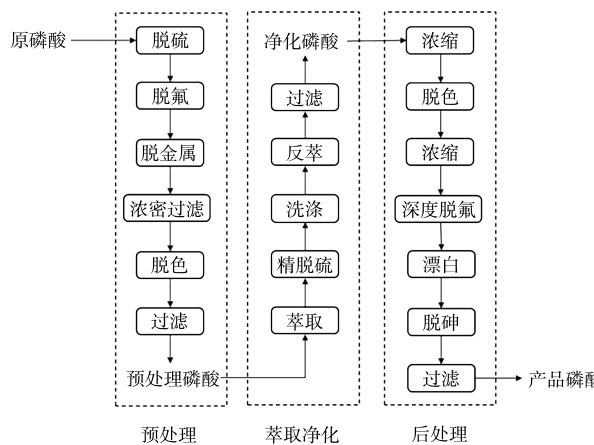 原磷酸
脱硫
脱氟
脱金属
浓密过滤
脱色
过滤
预处理磷酸
预处理
净化磷酸
过滤
反萃
洗涤
精脱硫
萃取
萃取净化
浓缩
脱色
浓缩
深度脱氟
漂白
脱砷
过滤
产品磷酸
后处理